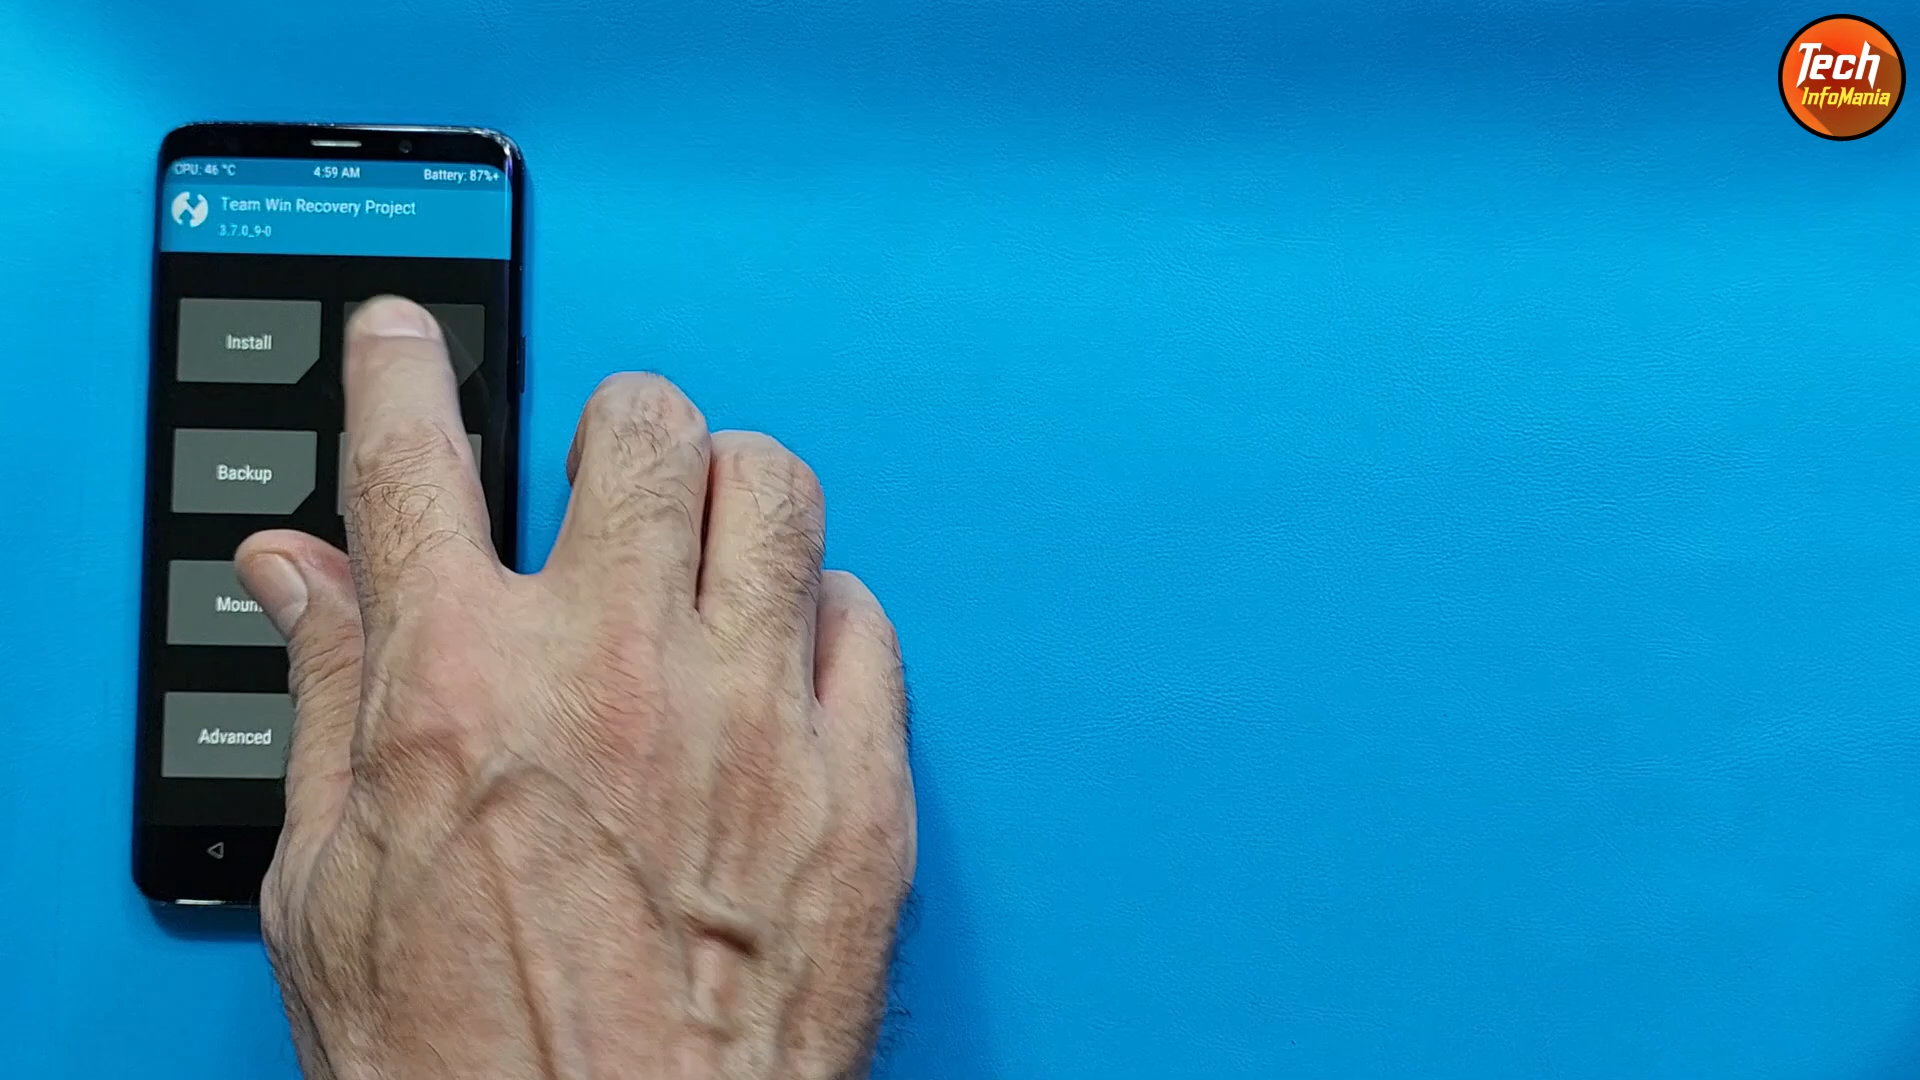 CPU: 46 °C
4:59 AM
Battery: 87%+
Team Win Recovery Project
3.7.0_9-0
Install
Backup
Advanced
Tech
InfoMania